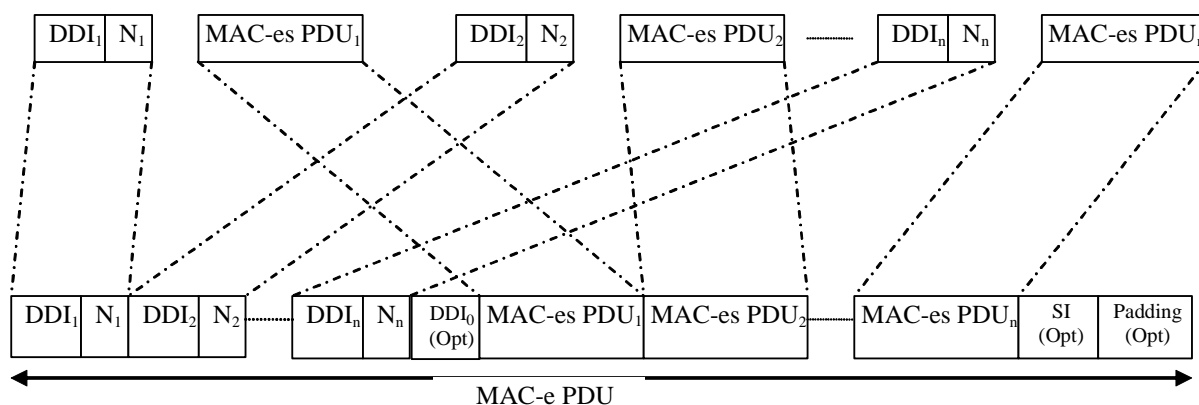 DDI₁ N₁ MAC-es PDU₁ DDI₂ N₂ MAC-es PDU₂ DDIₙ Nₙ MAC-es PDUₙ
DDI₁ N₁ DDI₂ N₂ DDIₙ Nₙ DDI₀ (Opt) MAC-es PDU₁ MAC-es PDU₂ MAC-es PDUₙ SI (Opt) Padding (Opt)
MAC-e PDU